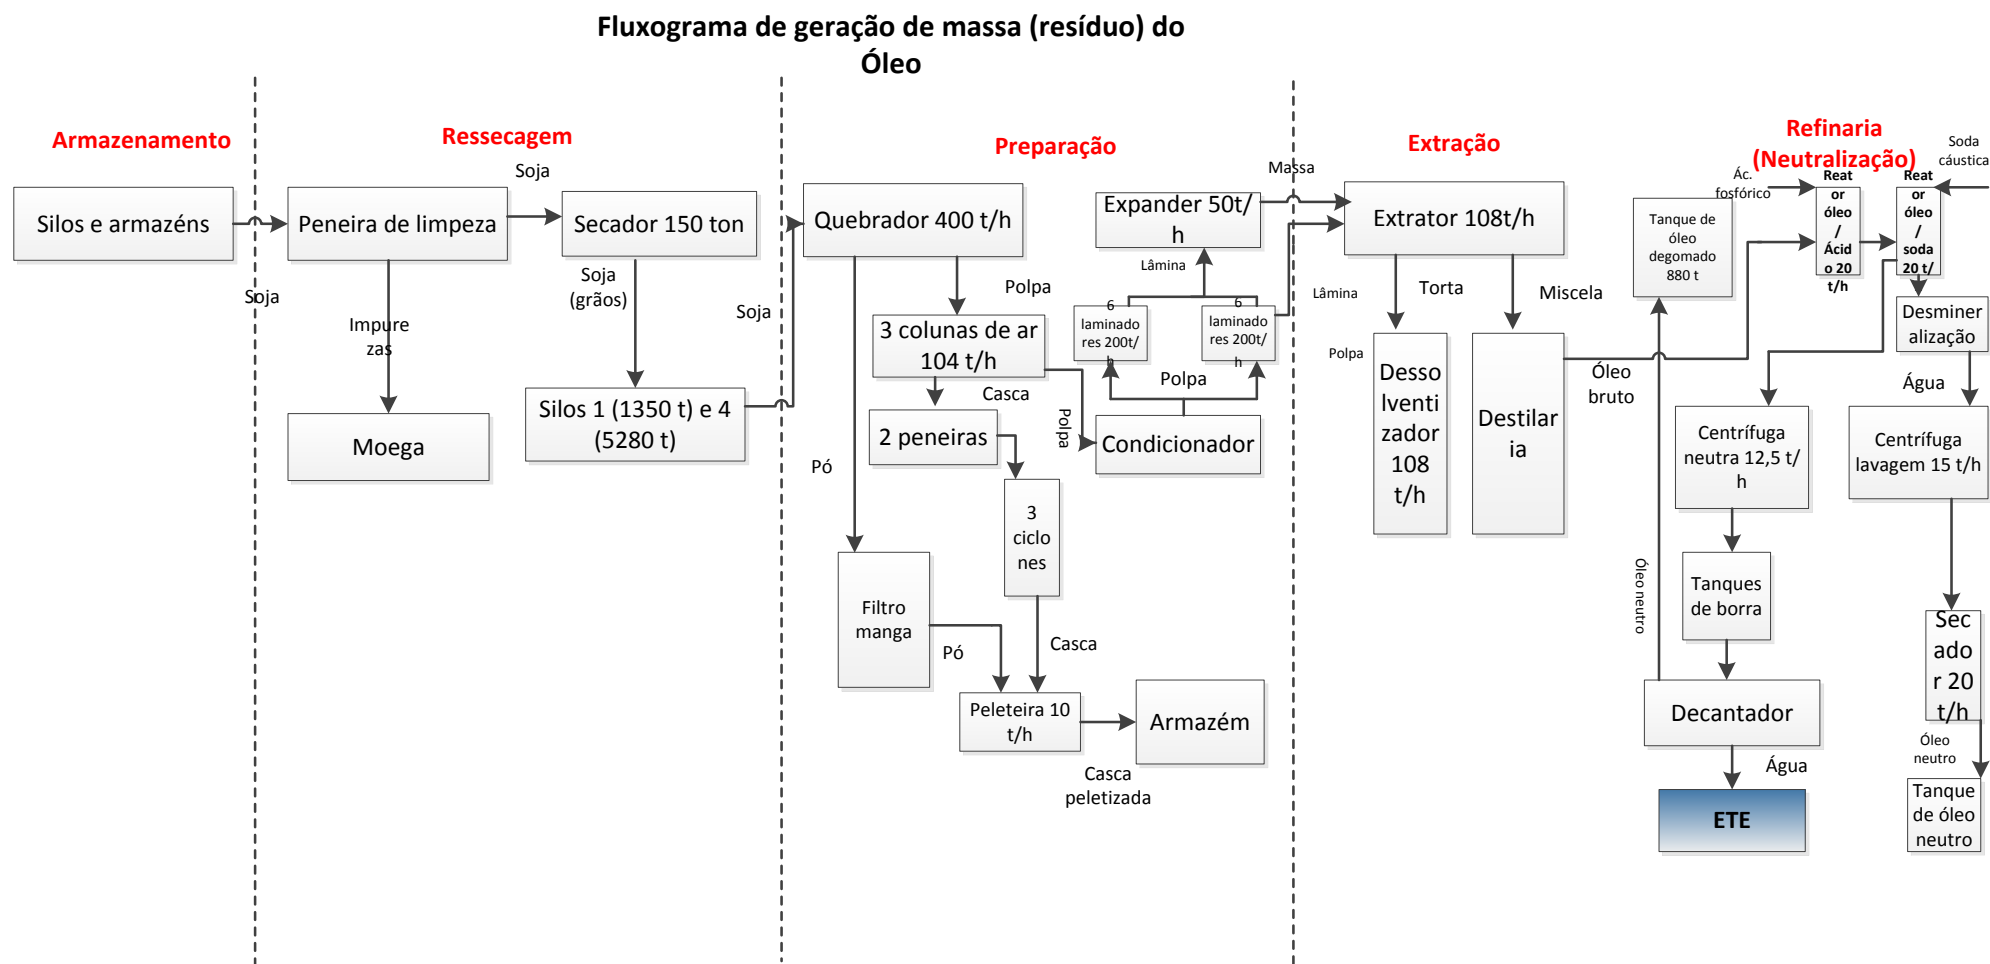 Fluxograma de geração de massa (resíduo) do
Óleo
Armazenamento
Ressecagem
Preparação
Extração
Refinaria
(Neutralização)
Silos e armazéns
Soja
Peneira de limpeza
Soja
Secador 150 ton
Impure
zas
Moega
Soja
(grãos)
Silos 1 (1350 t) e 4
(5280 t)
Soja
Quebrador 400 t/h
Polpa
3 colunas de ar
104 t/h
Casca
2 peneiras
3
ciclo
nes
Pó
Filtro
manga
Pó
Casca
Peleteira 10
t/h
Casca
peletizada
Armazém
Polpa
Condicionador
Polpa
6
laminado
res 200t/
h
6
laminado
res 200t/
h
Lâmina
Expander 50t/
h
Massa
Extrator 108t/h
Lâmina
Polpa
Torta
Desso
lventi
zador
108
t/h
Miscela
Destilar
ia
Óleo
bruto
Tanque de
óleo
degomado
880 t
Ác.
fosfórico
Reat
or
óleo
/
Ácid
o 20
t/h
Soda
cáustica
Reat
or
óleo
/
soda
20 t/
Desminer
alização
Água
Centrífuga
neutra 12,5 t/
h
Centrífuga
lavagem 15 t/h
Tanques
de borra
Óleo neutro
Decantador
Água
ETE
Sec
ado
r 20
t/h
Óleo
neutro
Tanque
de óleo
neutro